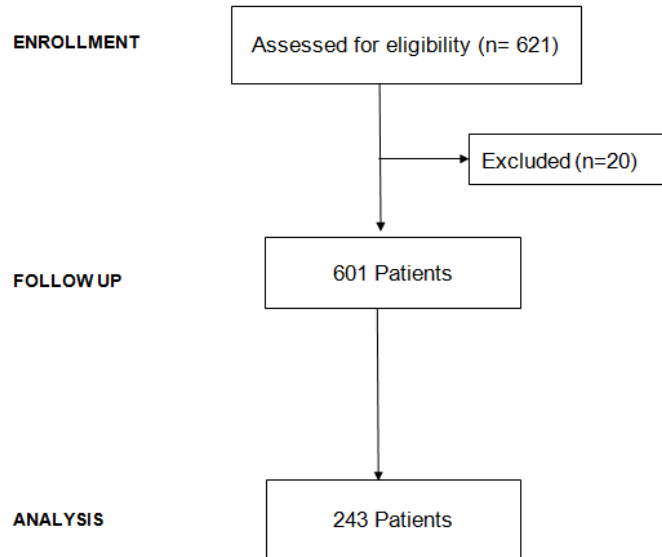 ENROLLMENT
Assessed for eligibility (n= 621)
Excluded (n=20)
FOLLOW UP
601 Patients
ANALYSIS
243 Patients